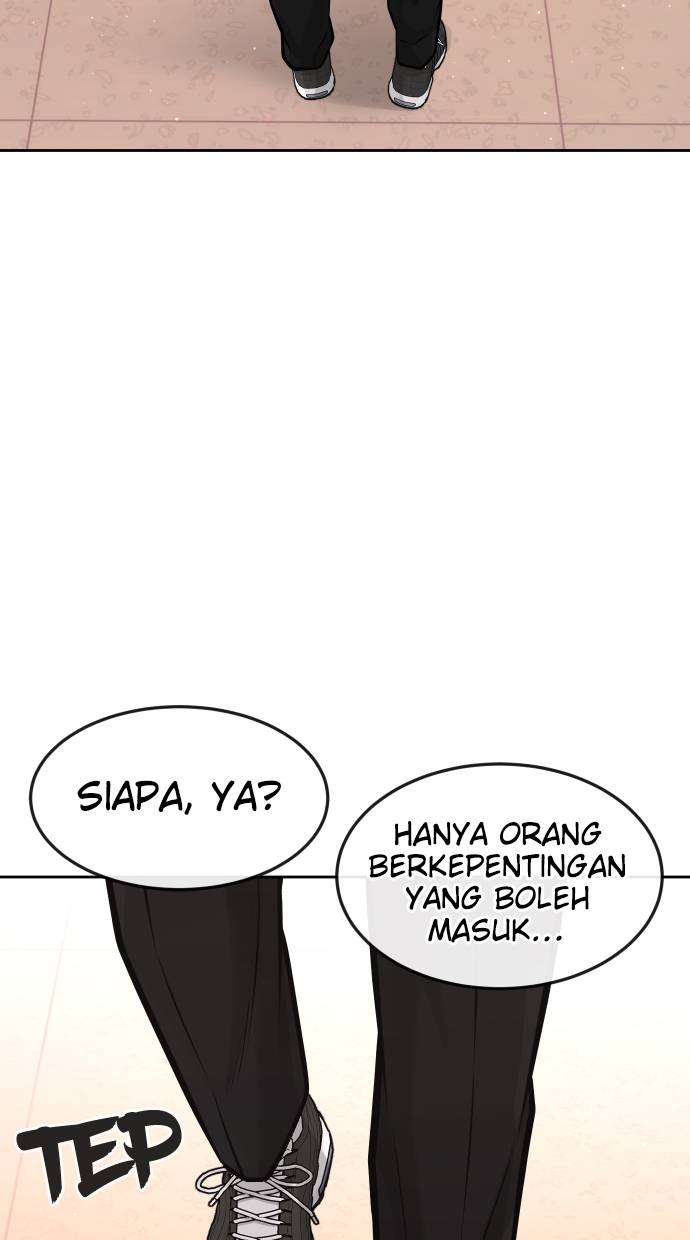 SIAPA, YA?
HANYA ORANG
BERKEPENTINGAN
YANG BOLEH
MASUK...
TEP